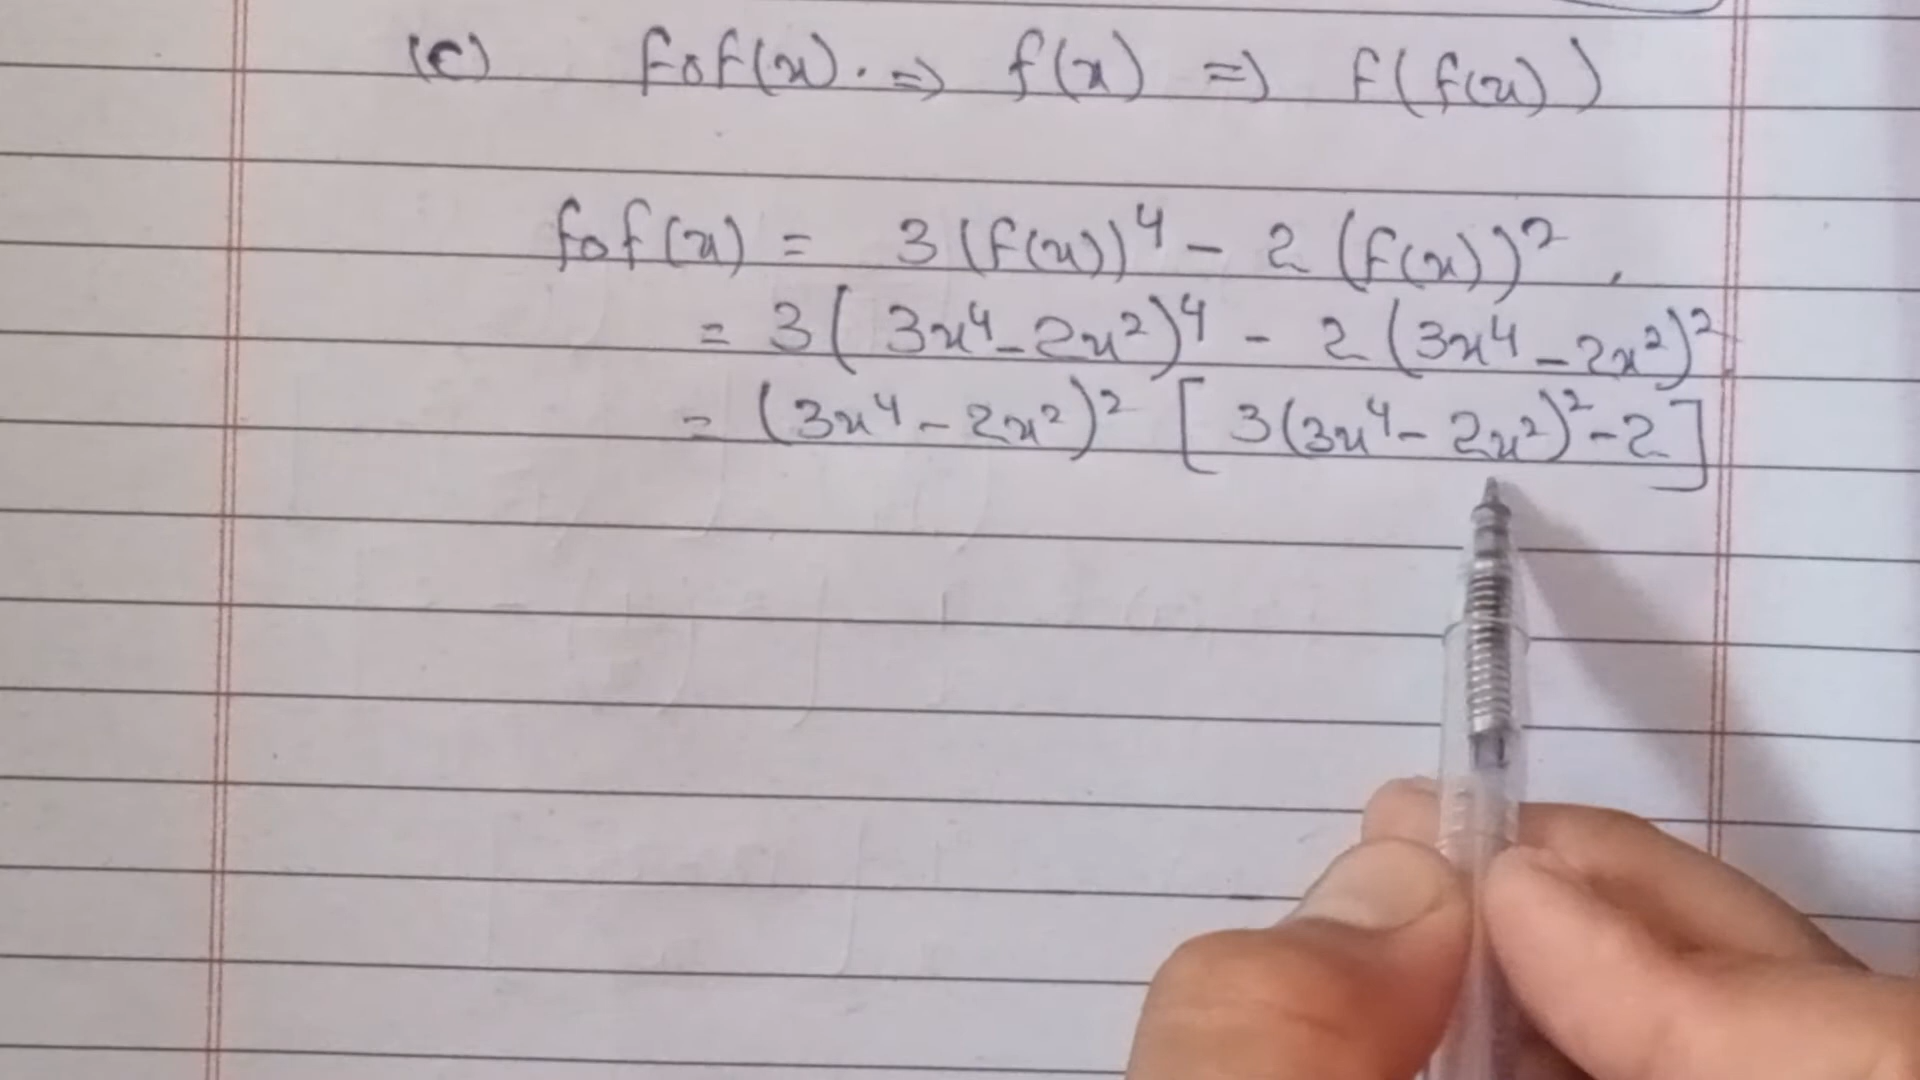 (c) fof(x). => f(x) => f(f(x))
fof(x) = 3(f(x))⁴ - 2(f(x))².
= 3(3x⁴-2x²)⁴ - 2(3x⁴-2x²)²
= (3x⁴-2x²)² [3(3x⁴-2x²)²-2]